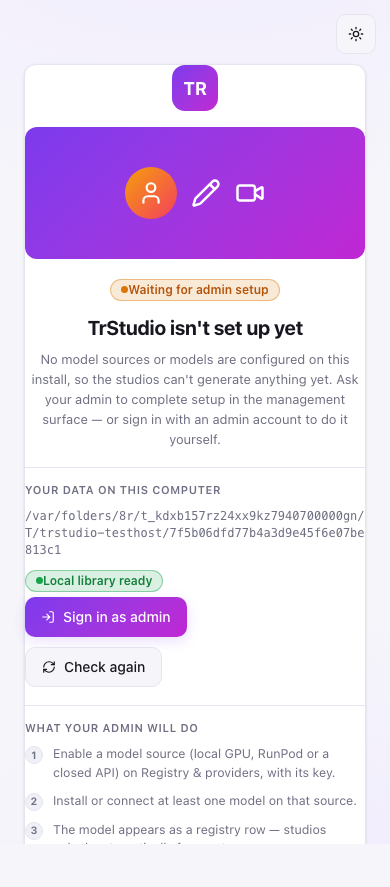 TR
Waiting for admin setup
TrStudio isn't set up yet
No model sources or models are configured on this
install, so the studios can't generate anything yet. Ask
your admin to complete setup in the management
surface — or sign in with an admin account to do it
yourself.
YOUR DATA ON THIS COMPUTER
/var/folders/8r/t_kdxb157rz24xx9kz7940700000gn/
T/trstudio-testhost/7f5b06dfd77b4a3d9e45f6e07be
813c1
Local library ready
Sign in as admin
Check again
WHAT YOUR ADMIN WILL DO
1 Enable a model source (local GPU, RunPod or a
closed API) on Registry & providers, with its key.
2 Install or connect at least one model on that source.
3 The model appears as a registry row — studios